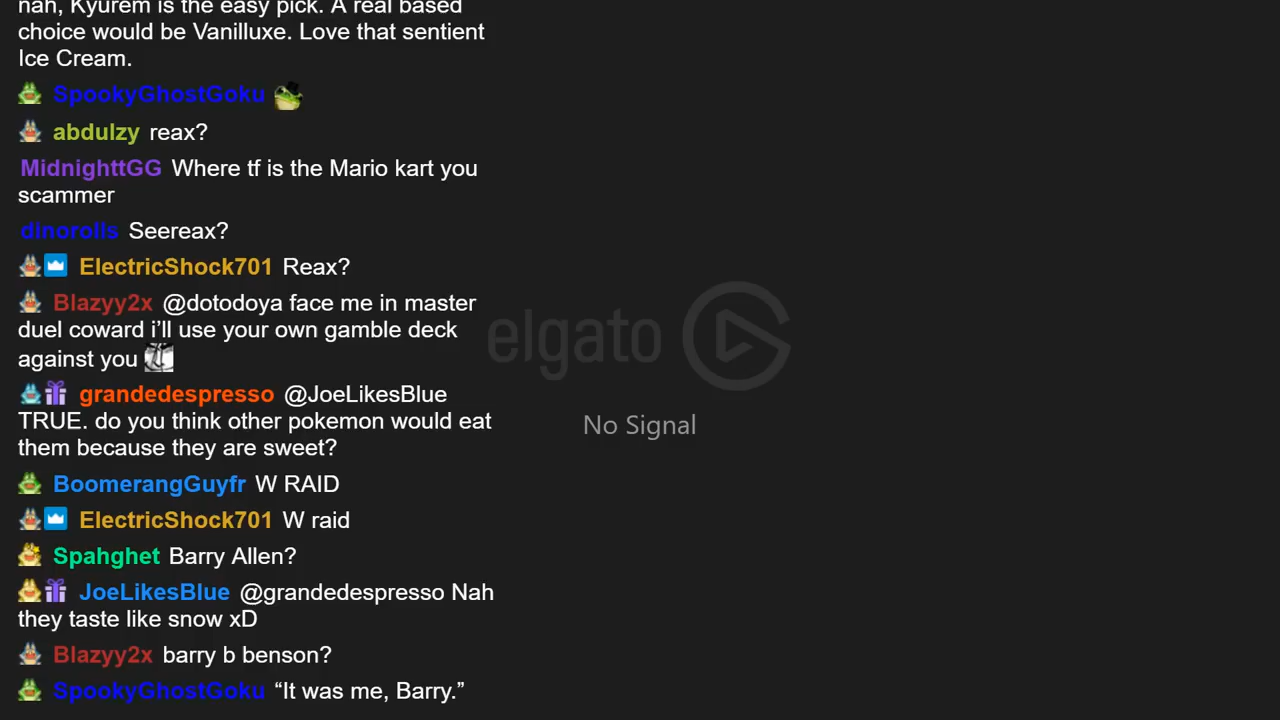 nah, Kyurem is the easy pick. A real based
choice would be Vanilluxe. Love that sentient
Ice Cream.
SpookyGhostGoku
abdulzy reax?
MidnighttGG Where tf is the Mario kart you
scammer
dinorolls Seereax?
ElectricShock701 Reax?
Blazyy2x @dotodoya face me in master
duel coward i’ll use your own gamble deck
against you
grandedespresso @JoeLikesBlue
TRUE. do you think other pokemon would eat
them because they are sweet?
BoomerangGuyfr W RAID
ElectricShock701 W raid
Spahghet Barry Allen?
JoeLikesBlue @grandedespresso Nah
they taste like snow xD
Blazyy2x barry b benson?
SpookyGhostGoku “It was me, Barry.”
elgato
No Signal